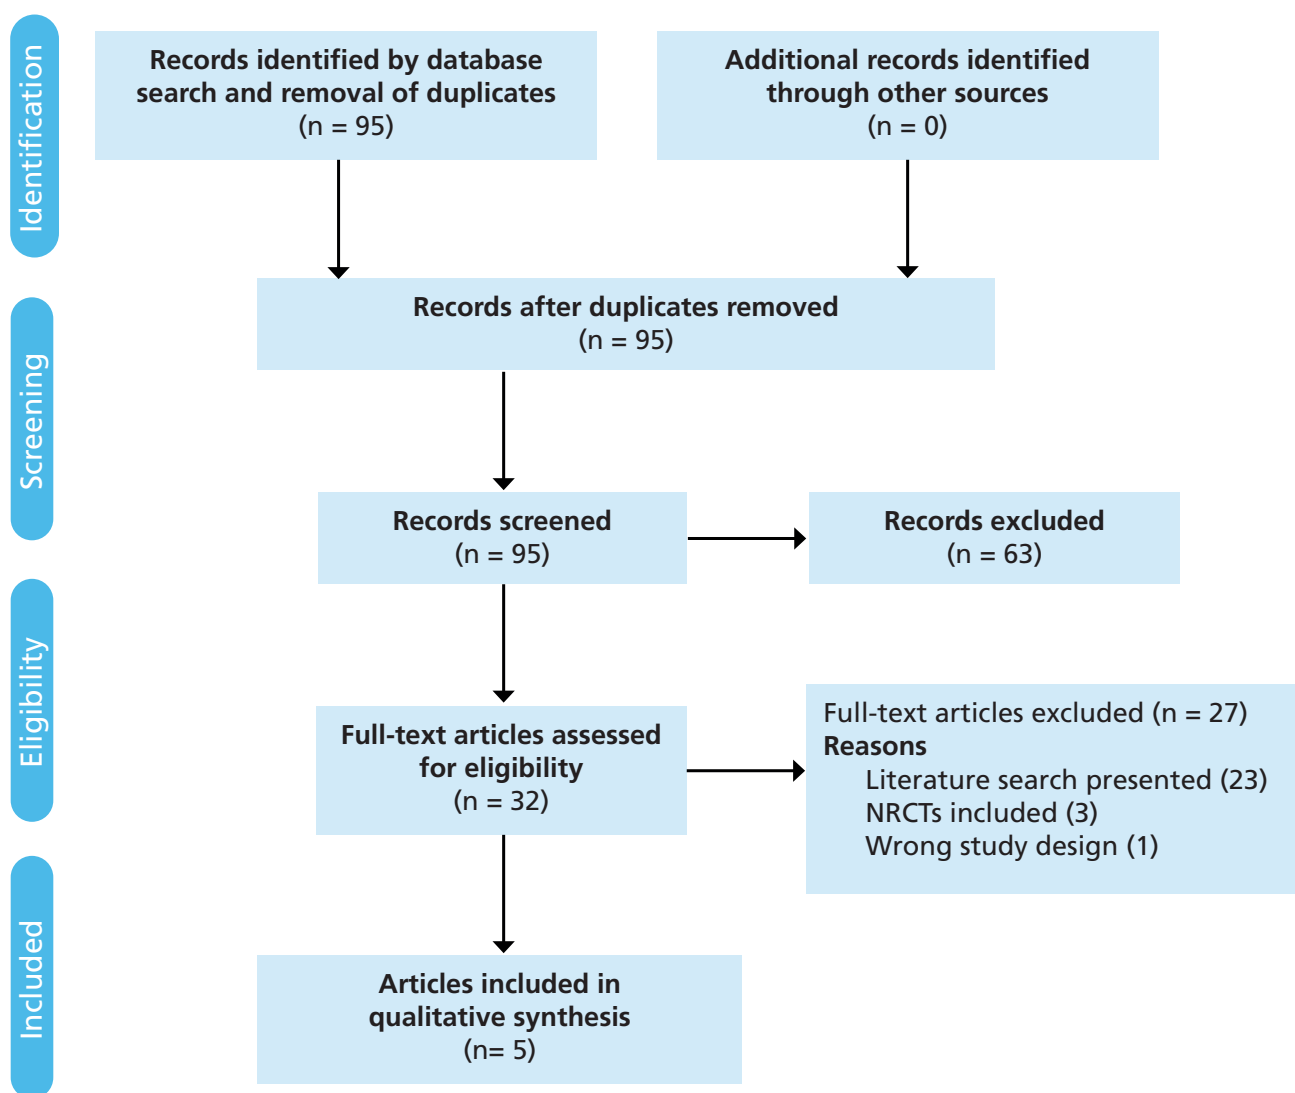 Identification
Records identified by database
search and removal of duplicates
(n = 95)
Additional records identified
through other sources
(n = 0)
Screening
Records after duplicates removed
(n = 95)
Records screened
(n = 95)
Records excluded
(n = 63)
Eligibility
Full-text articles assessed
for eligibility
(n = 32)
Full-text articles excluded (n = 27)
Reasons
Literature search presented (23)
NRCTs included (3)
Wrong study design (1)
Included
Articles included in
qualitative synthesis
(n= 5)